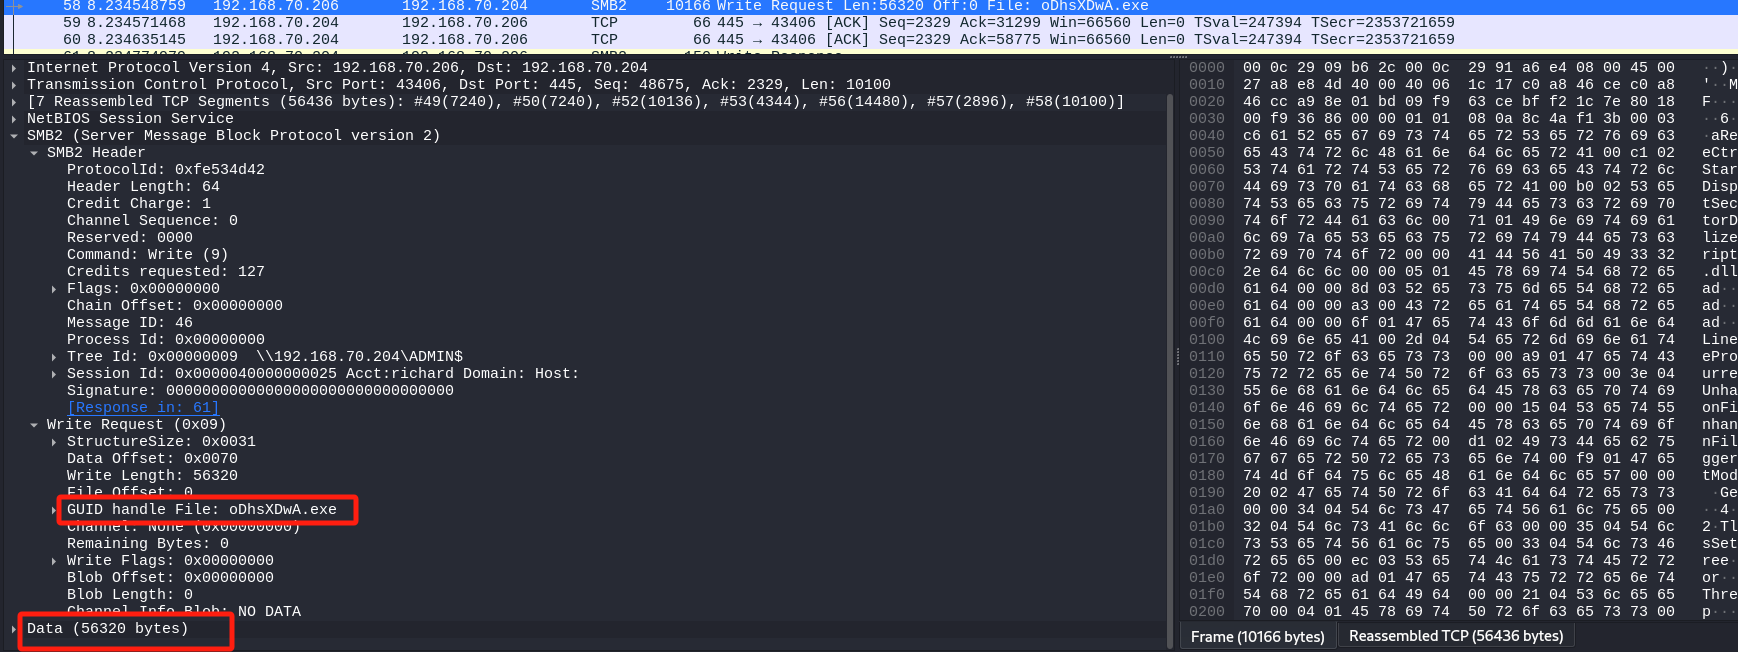 58 8.234548759 192.168.70.206 192.168.70.204 SMB2 10166 Write Request Len:56320 Off:0 File: oDhsXDwA.exe
59 8.234571468 192.168.70.204 192.168.70.206 TCP 66 445 → 43406 [ACK] Seq=2329 Ack=31299 Win=66560 Len=0 TSval=247394 TSecr=2353721659
60 8.234635145 192.168.70.204 192.168.70.206 TCP 66 445 → 43406 [ACK] Seq=2329 Ack=58775 Win=66560 Len=0 TSval=247394 TSecr=2353721659
Internet Protocol Version 4, Src: 192.168.70.206, Dst: 192.168.70.204
Transmission Control Protocol, Src Port: 43406, Dst Port: 445, Seq: 48675, Ack: 2329, Len: 10100
[7 Reassembled TCP Segments (56436 bytes): #49(7240), #50(7240), #52(10136), #53(4344), #56(14480), #57(2896), #58(10100)]
NetBIOS Session Service
SMB2 (Server Message Block Protocol version 2)
SMB2 Header
ProtocolId: 0xfe534d42
Header Length: 64
Credit Charge: 1
Channel Sequence: 0
Reserved: 0000
Command: Write (9)
Credits requested: 127
Flags: 0x00000000
Chain Offset: 0x00000000
Message ID: 46
Process Id: 0x00000000
Tree Id: 0x00000009 \\192.168.70.204\ADMIN$
Session Id: 0x0000040000000025 Acct:richard Domain: Host:
Signature: 00000000000000000000000000000000
[Response in: 61]
Write Request (0x09)
StructureSize: 0x0031
Data Offset: 0x0070
Write Length: 56320
File Offset: 0
GUID handle File: oDhsXDwA.exe
Channel: None (0x00000000)
Remaining Bytes: 0
Write Flags: 0x00000000
Blob Offset: 0x00000000
Blob Length: 0
Channel Info Blob: NO DATA
Data (56320 bytes)
0000 00 0c 29 09 b6 2c 00 0c 29 91 a6 e4 08 00 45 00 ··)·
0010 27 a8 e8 4d 40 00 40 06 1c 17 c0 a8 46 ce c0 a8 '··M
0020 46 cc a9 8e 01 bd 09 f9 63 ce bf f2 1c 7e 80 18 F···
0030 00 f9 36 86 00 00 01 01 08 0a 8c 4a f1 3b 00 03 ··6·
0040 c6 61 52 65 67 69 73 74 65 72 53 65 72 76 69 63 ·aRe
0050 65 43 74 72 6c 48 61 6e 64 6c 65 72 41 00 c1 02 eCtr
0060 53 74 61 72 74 53 65 72 76 69 63 65 43 74 72 6c Star
0070 44 69 73 70 61 74 63 68 65 72 41 00 b0 02 53 65 Disp
0080 74 53 65 63 75 72 69 74 79 44 65 73 63 72 69 70 tSec
0090 74 6f 72 44 61 63 6c 00 71 01 49 6e 69 74 69 61 torD
00a0 6c 69 7a 65 53 65 63 75 72 69 74 79 44 65 73 63 lize
00b0 72 69 70 74 6f 72 00 00 41 44 56 41 50 49 33 32 ript
00c0 2e 64 6c 6c 00 00 05 01 45 78 69 74 54 68 72 65 .dll
00d0 61 64 00 00 8d 03 52 65 73 75 6d 65 54 68 72 65 ad··
00e0 61 64 00 00 a3 00 43 72 65 61 74 65 54 68 72 65 ad··
00f0 61 64 00 00 6f 01 47 65 74 43 6f 6d 6d 61 6e 64 ad··
0100 4c 69 6e 65 41 00 2d 04 54 65 72 6d 69 6e 61 74 Line
0110 65 50 72 6f 63 65 73 73 00 00 a9 01 47 65 74 43 ePro
0120 75 72 72 65 6e 74 50 72 6f 63 65 73 73 00 3e 04 urre
0130 55 6e 68 61 6e 64 6c 65 64 45 78 63 65 70 74 69 Unha
0140 6f 6e 46 69 6c 74 65 72 00 00 15 04 53 65 74 55 onFi
0150 6e 68 61 6e 64 6c 65 64 45 78 63 65 70 74 69 6f nhan
0160 6e 46 69 6c 74 65 72 00 d1 02 49 73 44 65 62 75 nFil
0170 67 67 65 72 50 72 65 73 65 6e 74 00 f9 01 47 65 gger
0180 74 4d 6f 64 75 6c 65 48 61 6e 64 6c 65 57 00 00 tMod
0190 20 02 47 65 74 50 72 6f 63 41 64 64 72 65 73 73 ·Ge
01a0 00 00 34 04 54 6c 73 47 65 74 56 61 6c 75 65 00 ··4·
01b0 32 04 54 6c 73 41 6c 6c 6f 63 00 00 35 04 54 6c 2·Tl
01c0 73 53 65 74 56 61 6c 75 65 00 33 04 54 6c 73 46 sSet
01d0 72 65 65 00 ec 03 53 65 74 4c 61 73 74 45 72 72 ree·
01e0 6f 72 00 00 ad 01 47 65 74 43 75 72 72 65 6e 74 or··
01f0 54 68 72 65 61 64 49 64 00 00 21 04 53 6c 65 65 Thre
0200 70 00 04 01 45 78 69 74 50 72 6f 63 65 73 73 00 p···
Frame (10166 bytes) Reassembled TCP (56436 bytes)